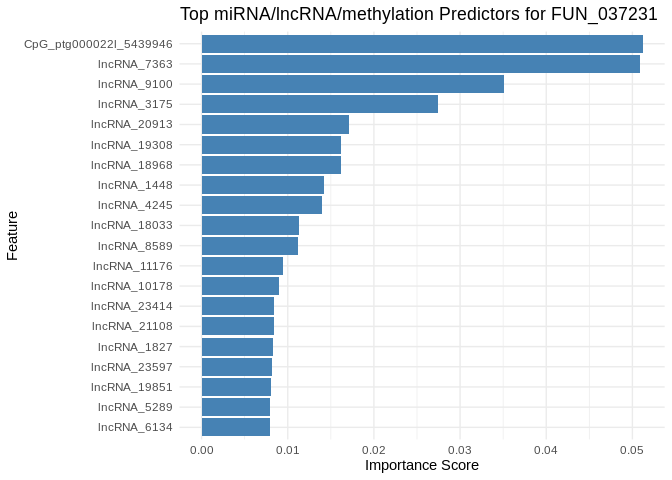 Top miRNA/lncRNA/methylation Predictors for FUN_037231
Feature
CpG_ptg000022l_5439946
lncRNA_7363
lncRNA_9100
lncRNA_3175
lncRNA_20913
lncRNA_19308
lncRNA_18968
lncRNA_1448
lncRNA_4245
lncRNA_18033
lncRNA_8589
lncRNA_11176
lncRNA_10178
lncRNA_23414
lncRNA_21108
lncRNA_1827
lncRNA_23597
lncRNA_19851
lncRNA_5289
lncRNA_6134
0.00 0.01 0.02 0.03 0.04 0.05
Importance Score